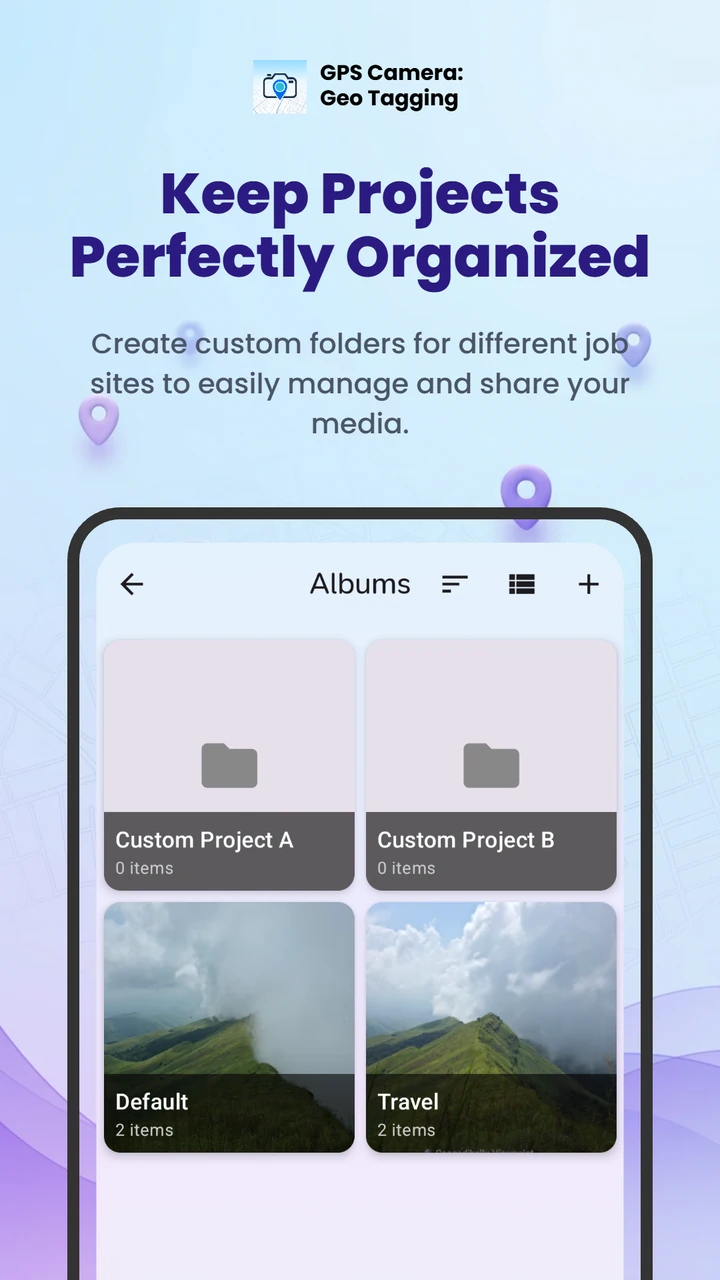 GPS Camera:
Geo Tagging
Keep Projects
Perfectly Organized
Create custom folders for different job
sites to easily manage and share your
media.
Albums
Custom Project A
0 items
Custom Project B
0 items
Default
2 items
Travel
2 items